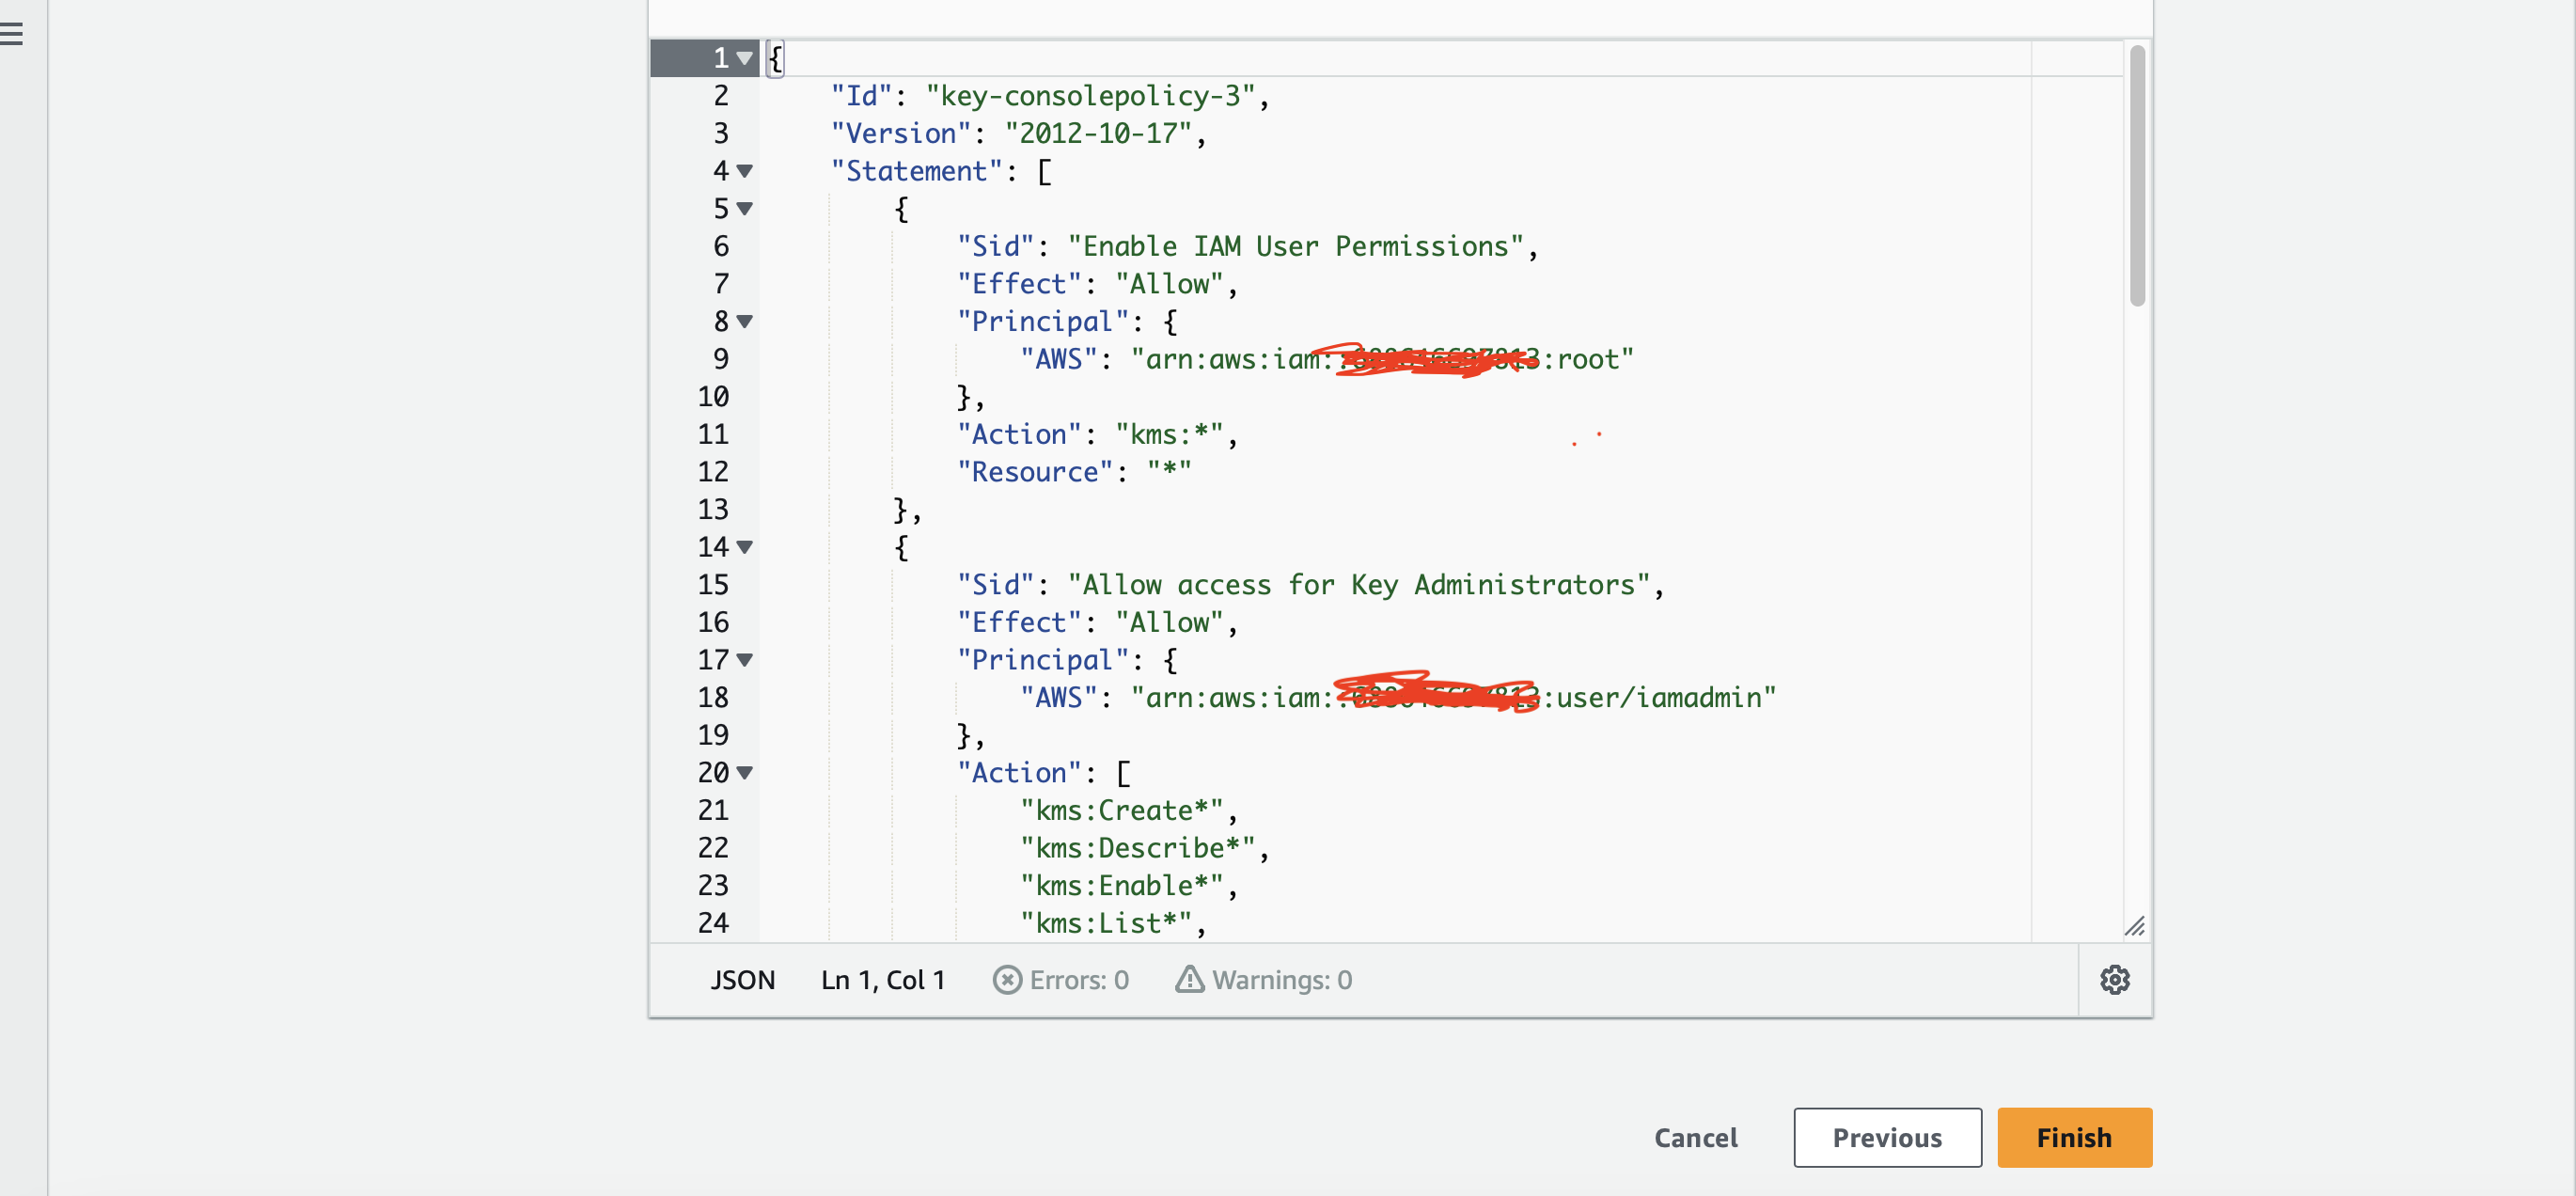 1 {
2 "Id": "key-consolepolicy-3",
3 "Version": "2012-10-17",
4 "Statement": [
5 {
6 "Sid": "Enable IAM User Permissions",
7 "Effect": "Allow",
8 "Principal": {
9 "AWS": "arn:aws:iam:: :root"
10 },
11 "Action": "kms:*",
12 "Resource": "*"
13 },
14 {
15 "Sid": "Allow access for Key Administrators",
16 "Effect": "Allow",
17 "Principal": {
18 "AWS": "arn:aws:iam:: :user/iamadmin"
19 },
20 "Action": [
21 "kms:Create*",
22 "kms:Describe*",
23 "kms:Enable*",
24 "kms:List*",
JSON Ln 1, Col 1 Errors: 0 Warnings: 0
Cancel Previous Finish